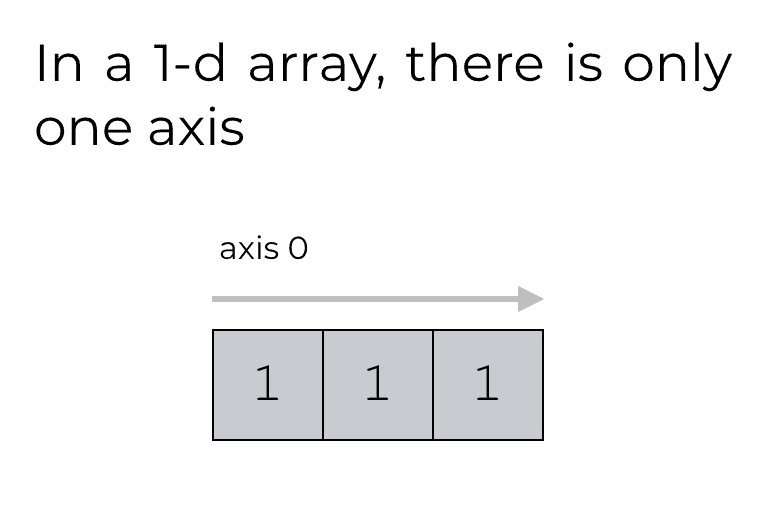 In a 1-d array, there is only
one axis
axis 0
1 1 1